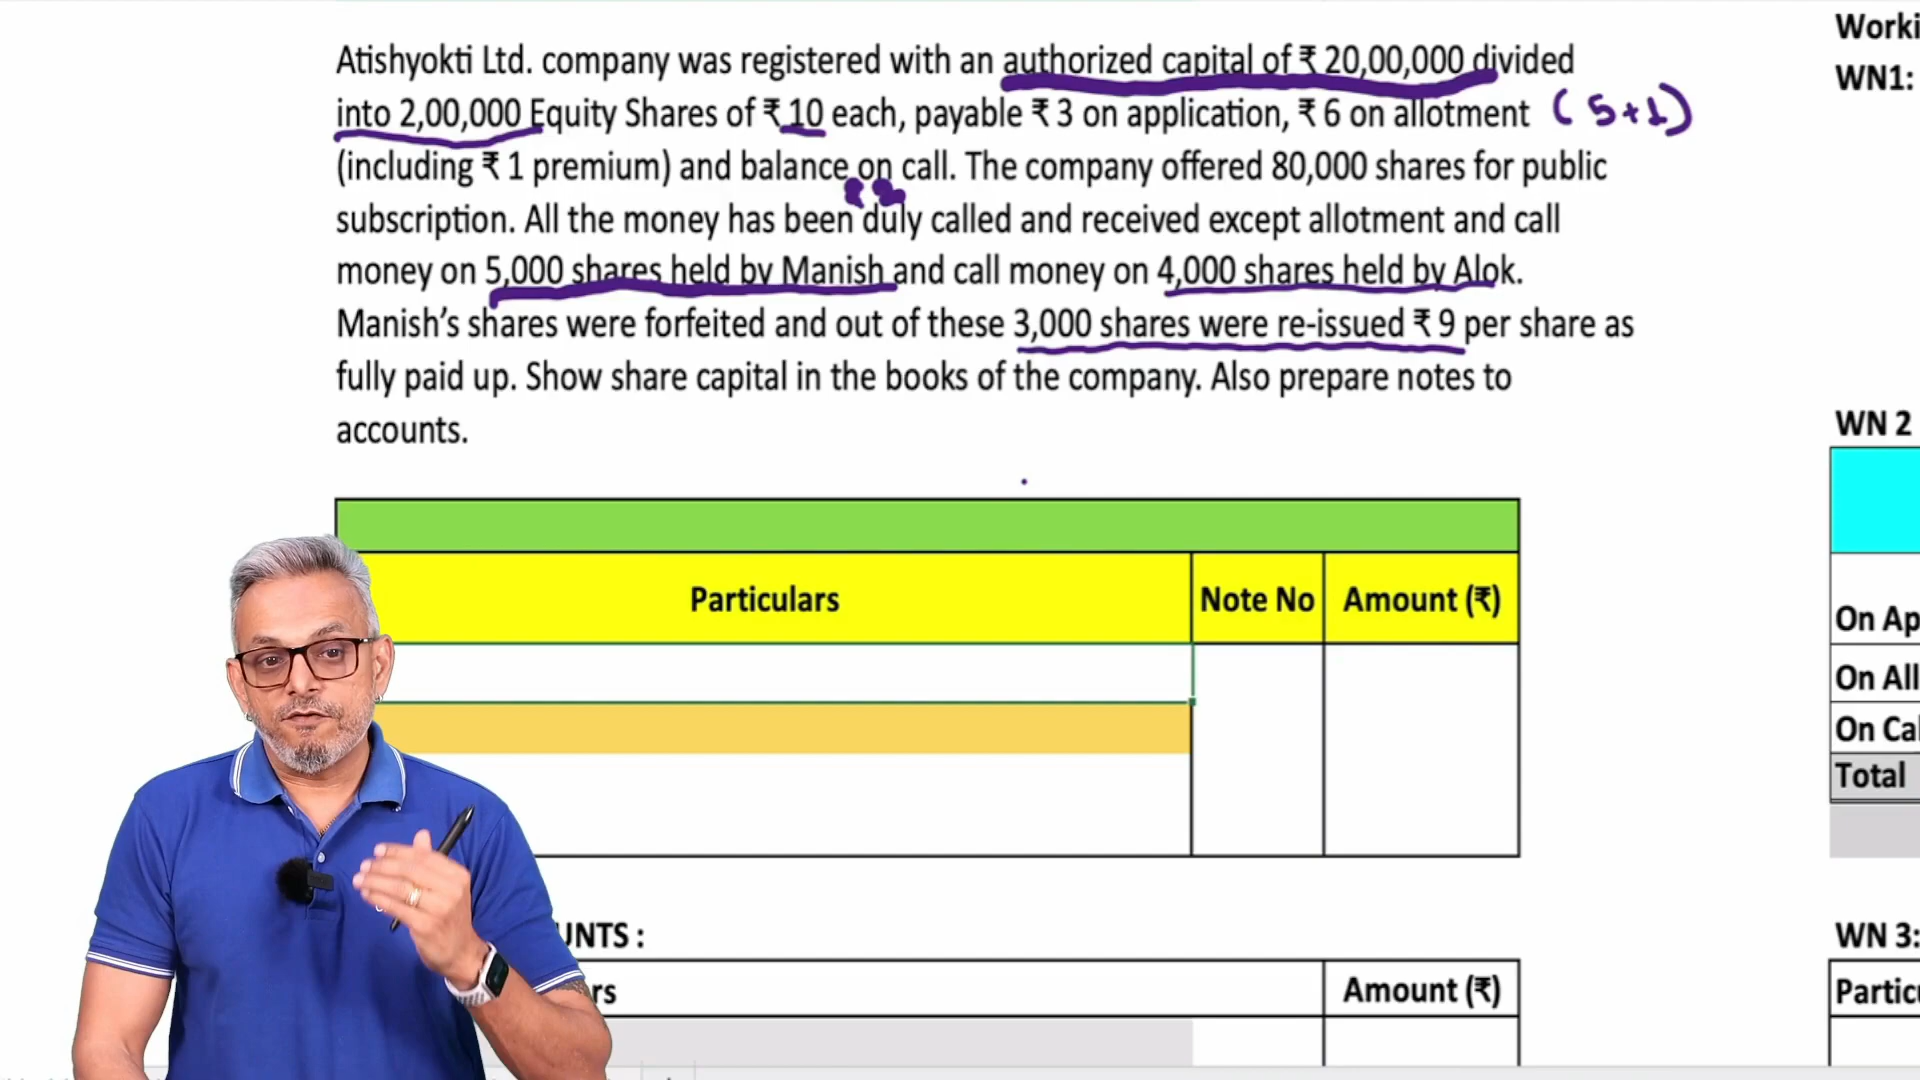 Atishyokti Ltd. company was registered with an authorized capital of ₹ 20,00,000 divided
into 2,00,000 Equity Shares of ₹ 10 each, payable ₹ 3 on application, ₹ 6 on allotment (5+1)
(including ₹ 1 premium) and balance on call. The company offered 80,000 shares for public
subscription. All the money has been duly called and received except allotment and call
money on 5,000 shares held by Manish and call money on 4,000 shares held by Alok.
Manish's shares were forfeited and out of these 3,000 shares were re-issued ₹ 9 per share as
fully paid up. Show share capital in the books of the company. Also prepare notes to
accounts.
Particulars Note No Amount (₹)
UNTS :
rs Amount (₹)
Worki
WN1:
WN 2
On Ap
On All
On Cal
Total
WN 3:
Particu